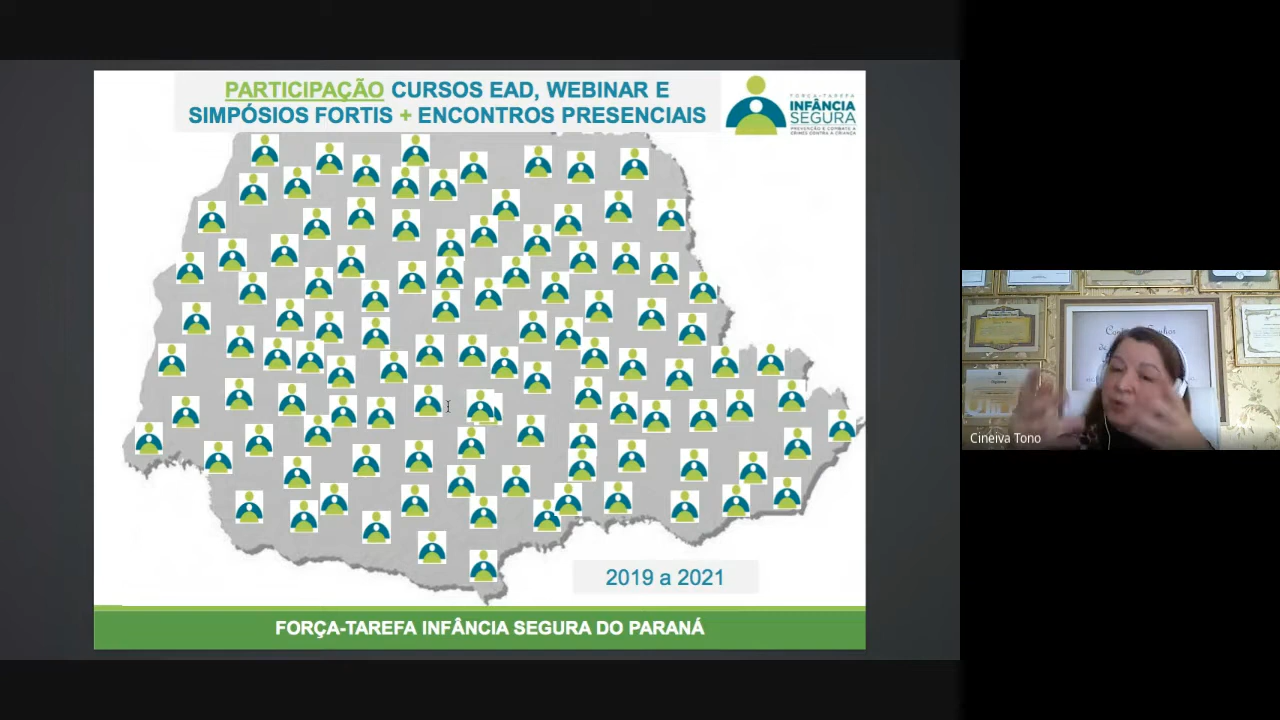 PARTICIPAÇÃO CURSOS EAD, WEBINAR E
SIMPÓSIOS FORTIS + ENCONTROS PRESENCIAIS
FORÇA-TAREFA
INFÂNCIA
SEGURA
PREVENÇÃO E COMBATE A
CRIMES CONTRA A CRIANÇA
2019 a 2021
FORÇA-TAREFA INFÂNCIA SEGURA DO PARANÁ
Cineiva Tono